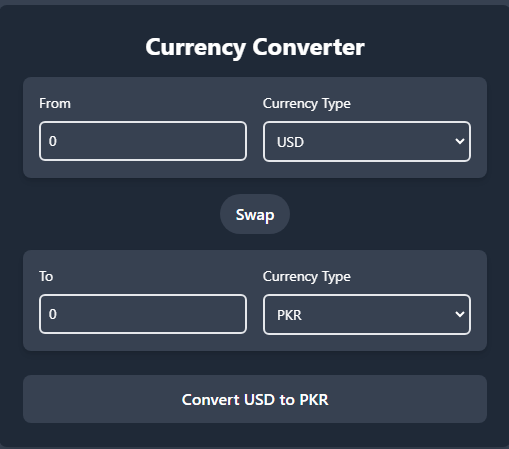 Currency Converter
From Currency Type
0 USD
Swap
To Currency Type
0 PKR
Convert USD to PKR